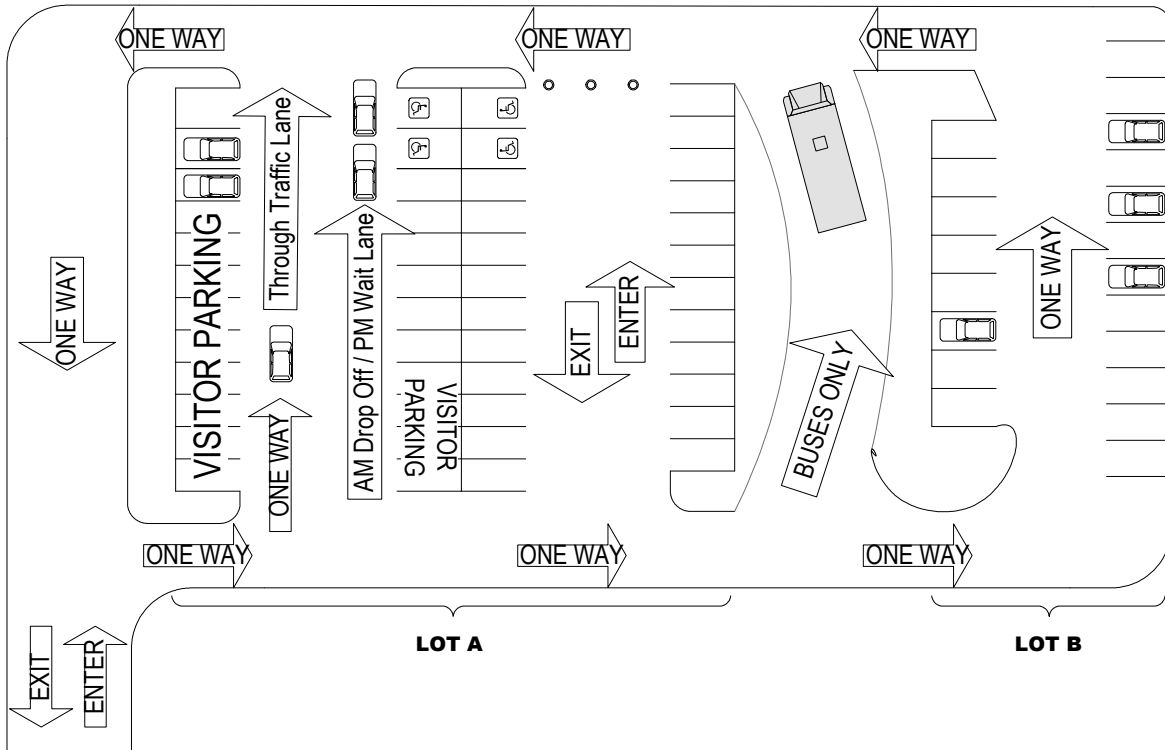 ONE WAY
ONE WAY
ONE WAY
Through Traffic Lane
AM Drop Off / PM Wait Lane
VISITOR PARKING
ONE WAY
ONE WAY
VISITOR
PARKING
EXIT
ENTER
BUSES ONLY
ONE WAY
ONE WAY
ONE WAY
ONE WAY
LOT A
LOT B
EXIT
ENTER
ONE WAY